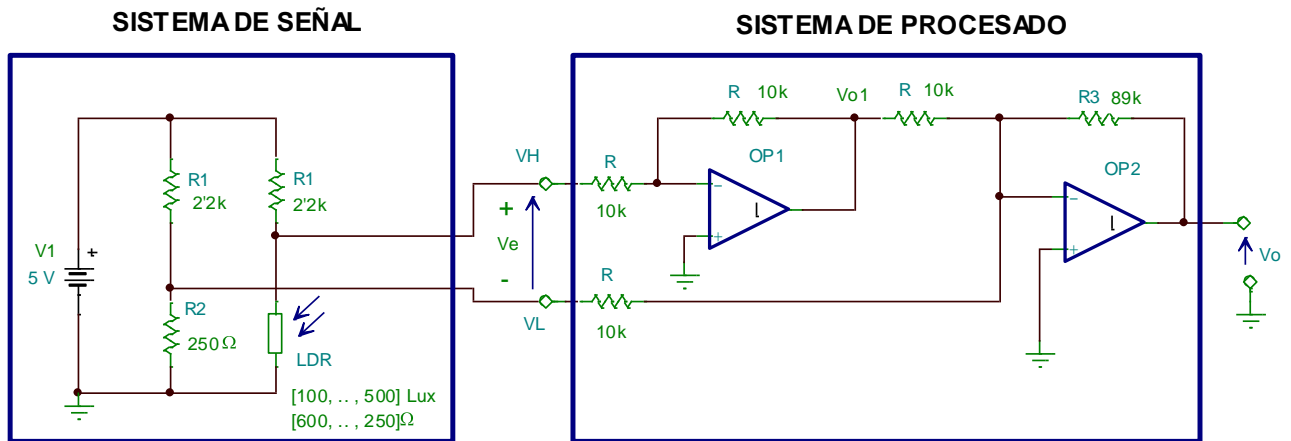 SISTEMA DE SEÑAL
SISTEMA DE PROCESADO
R 10k
Vo1
R 10k
R3 89k
VH
R
OP1
OP2
R1
2'2k
R1
2'2k
10k
+
Ve
-
V1
+
5 V
Vo
R
R2
250Ω
VL
10k
LDR
[100, .. , 500] Lux
[600, .. , 250]Ω